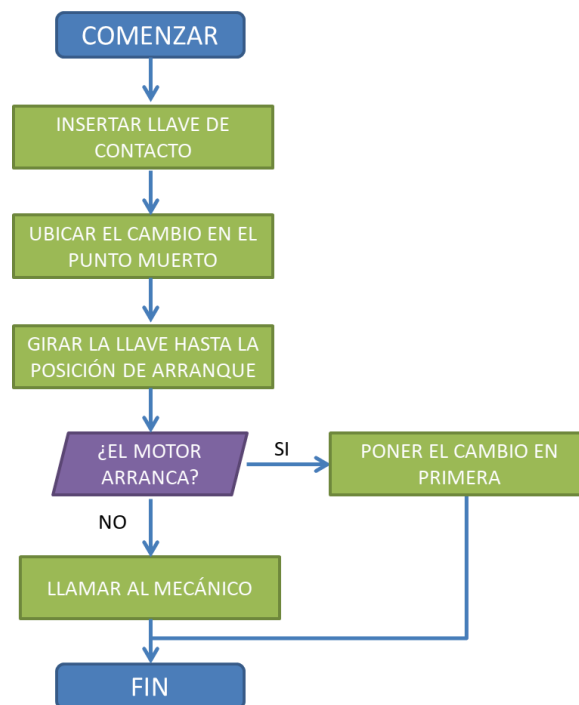 COMENZAR
INSERTAR LLAVE DE
CONTACTO
UBICAR EL CAMBIO EN EL
PUNTO MUERTO
GIRAR LA LLAVE HASTA LA
POSICIÓN DE ARRANQUE
¿EL MOTOR
ARRANCA?
SI
PONER EL CAMBIO EN
PRIMERA
NO
LLAMAR AL MECÁNICO
FIN